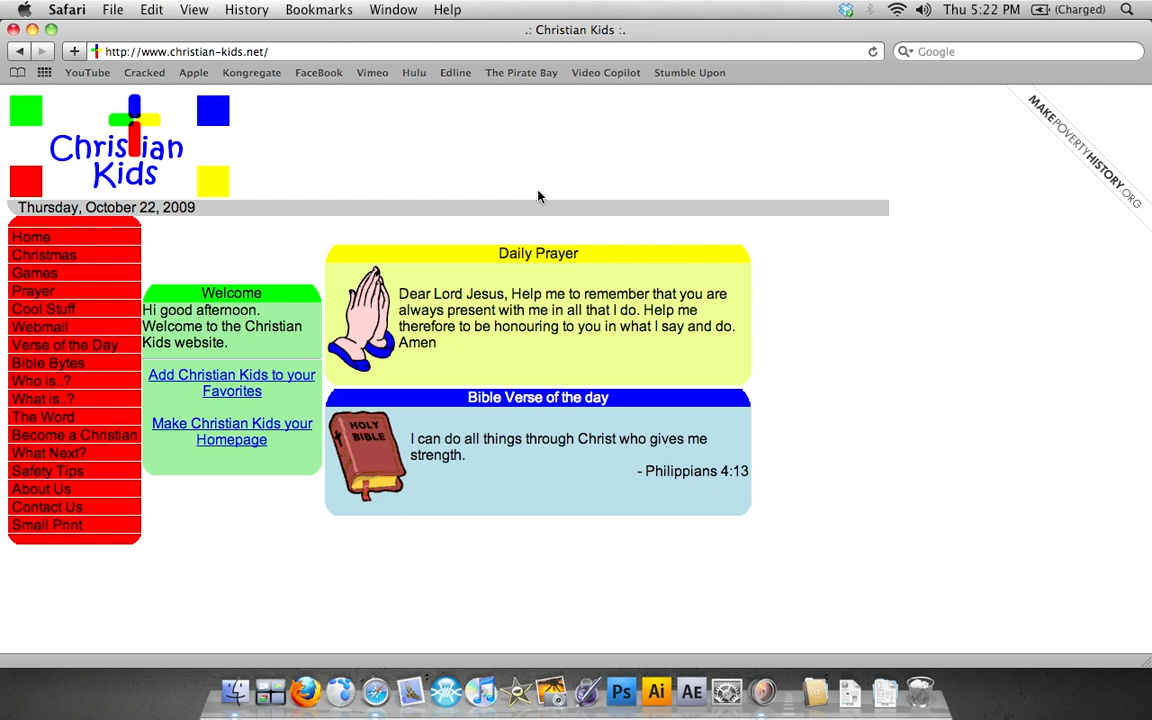 Safari File Edit View History Bookmarks Window Help
Thu 5:22 PM (Charged)
.: Christian Kids :.
http://www.christian-kids.net/
Google
YouTube Cracked Apple Kongregate FaceBook Vimeo Hulu Edline The Pirate Bay Video Copilot Stumble Upon
Christian
Kids
MAKEPOVERTYHISTORY.ORG
Thursday, October 22, 2009
Home
Christmas
Games
Prayer
Cool Stuff
Webmail
Verse of the Day
Bible Bytes
Who is..?
What is..?
The Word
Become a Christian
What Next?
Safety Tips
About Us
Contact Us
Small Print
Welcome
Hi good afternoon.
Welcome to the Christian
Kids website.
Add Christian Kids to your
Favorites
Make Christian Kids your
Homepage
Daily Prayer
Dear Lord Jesus, Help me to remember that you are
always present with me in all that I do. Help me
therefore to be honouring to you in what I say and do.
Amen
Bible Verse of the day
HOLY
BIBLE
I can do all things through Christ who gives me
strength.
- Philippians 4:13
Ps Ai AE